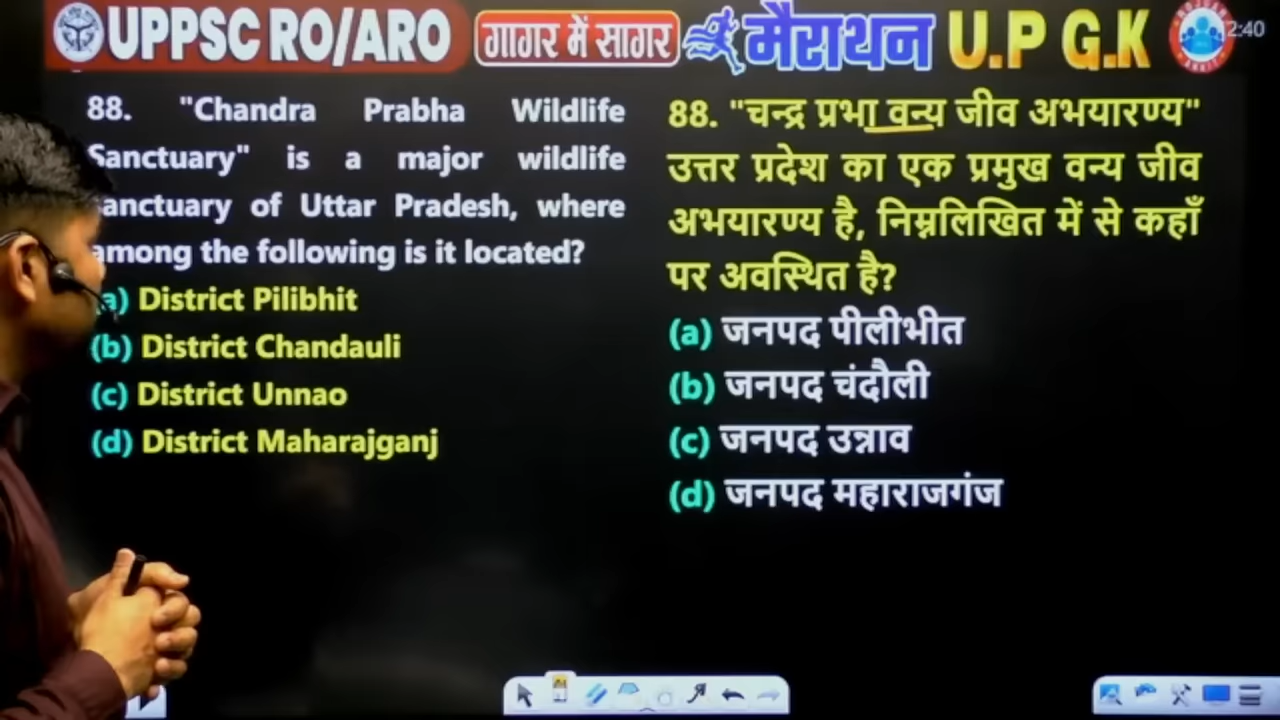 UPPSC RO/ARO गागर में सागर मैराथन U.P G.K
2:40
88. "Chandra Prabha Wildlife
Sanctuary" is a major wildlife
sanctuary of Uttar Pradesh, where
among the following is it located?
(a) District Pilibhit
(b) District Chandauli
(c) District Unnao
(d) District Maharajganj
88. "चन्द्र प्रभा वन्य जीव अभयारण्य"
उत्तर प्रदेश का एक प्रमुख वन्य जीव
अभयारण्य है, निम्नलिखित में से कहाँ
पर अवस्थित है?
(a) जनपद पीलीभीत
(b) जनपद चंदौली
(c) जनपद उन्नाव
(d) जनपद महाराजगंज